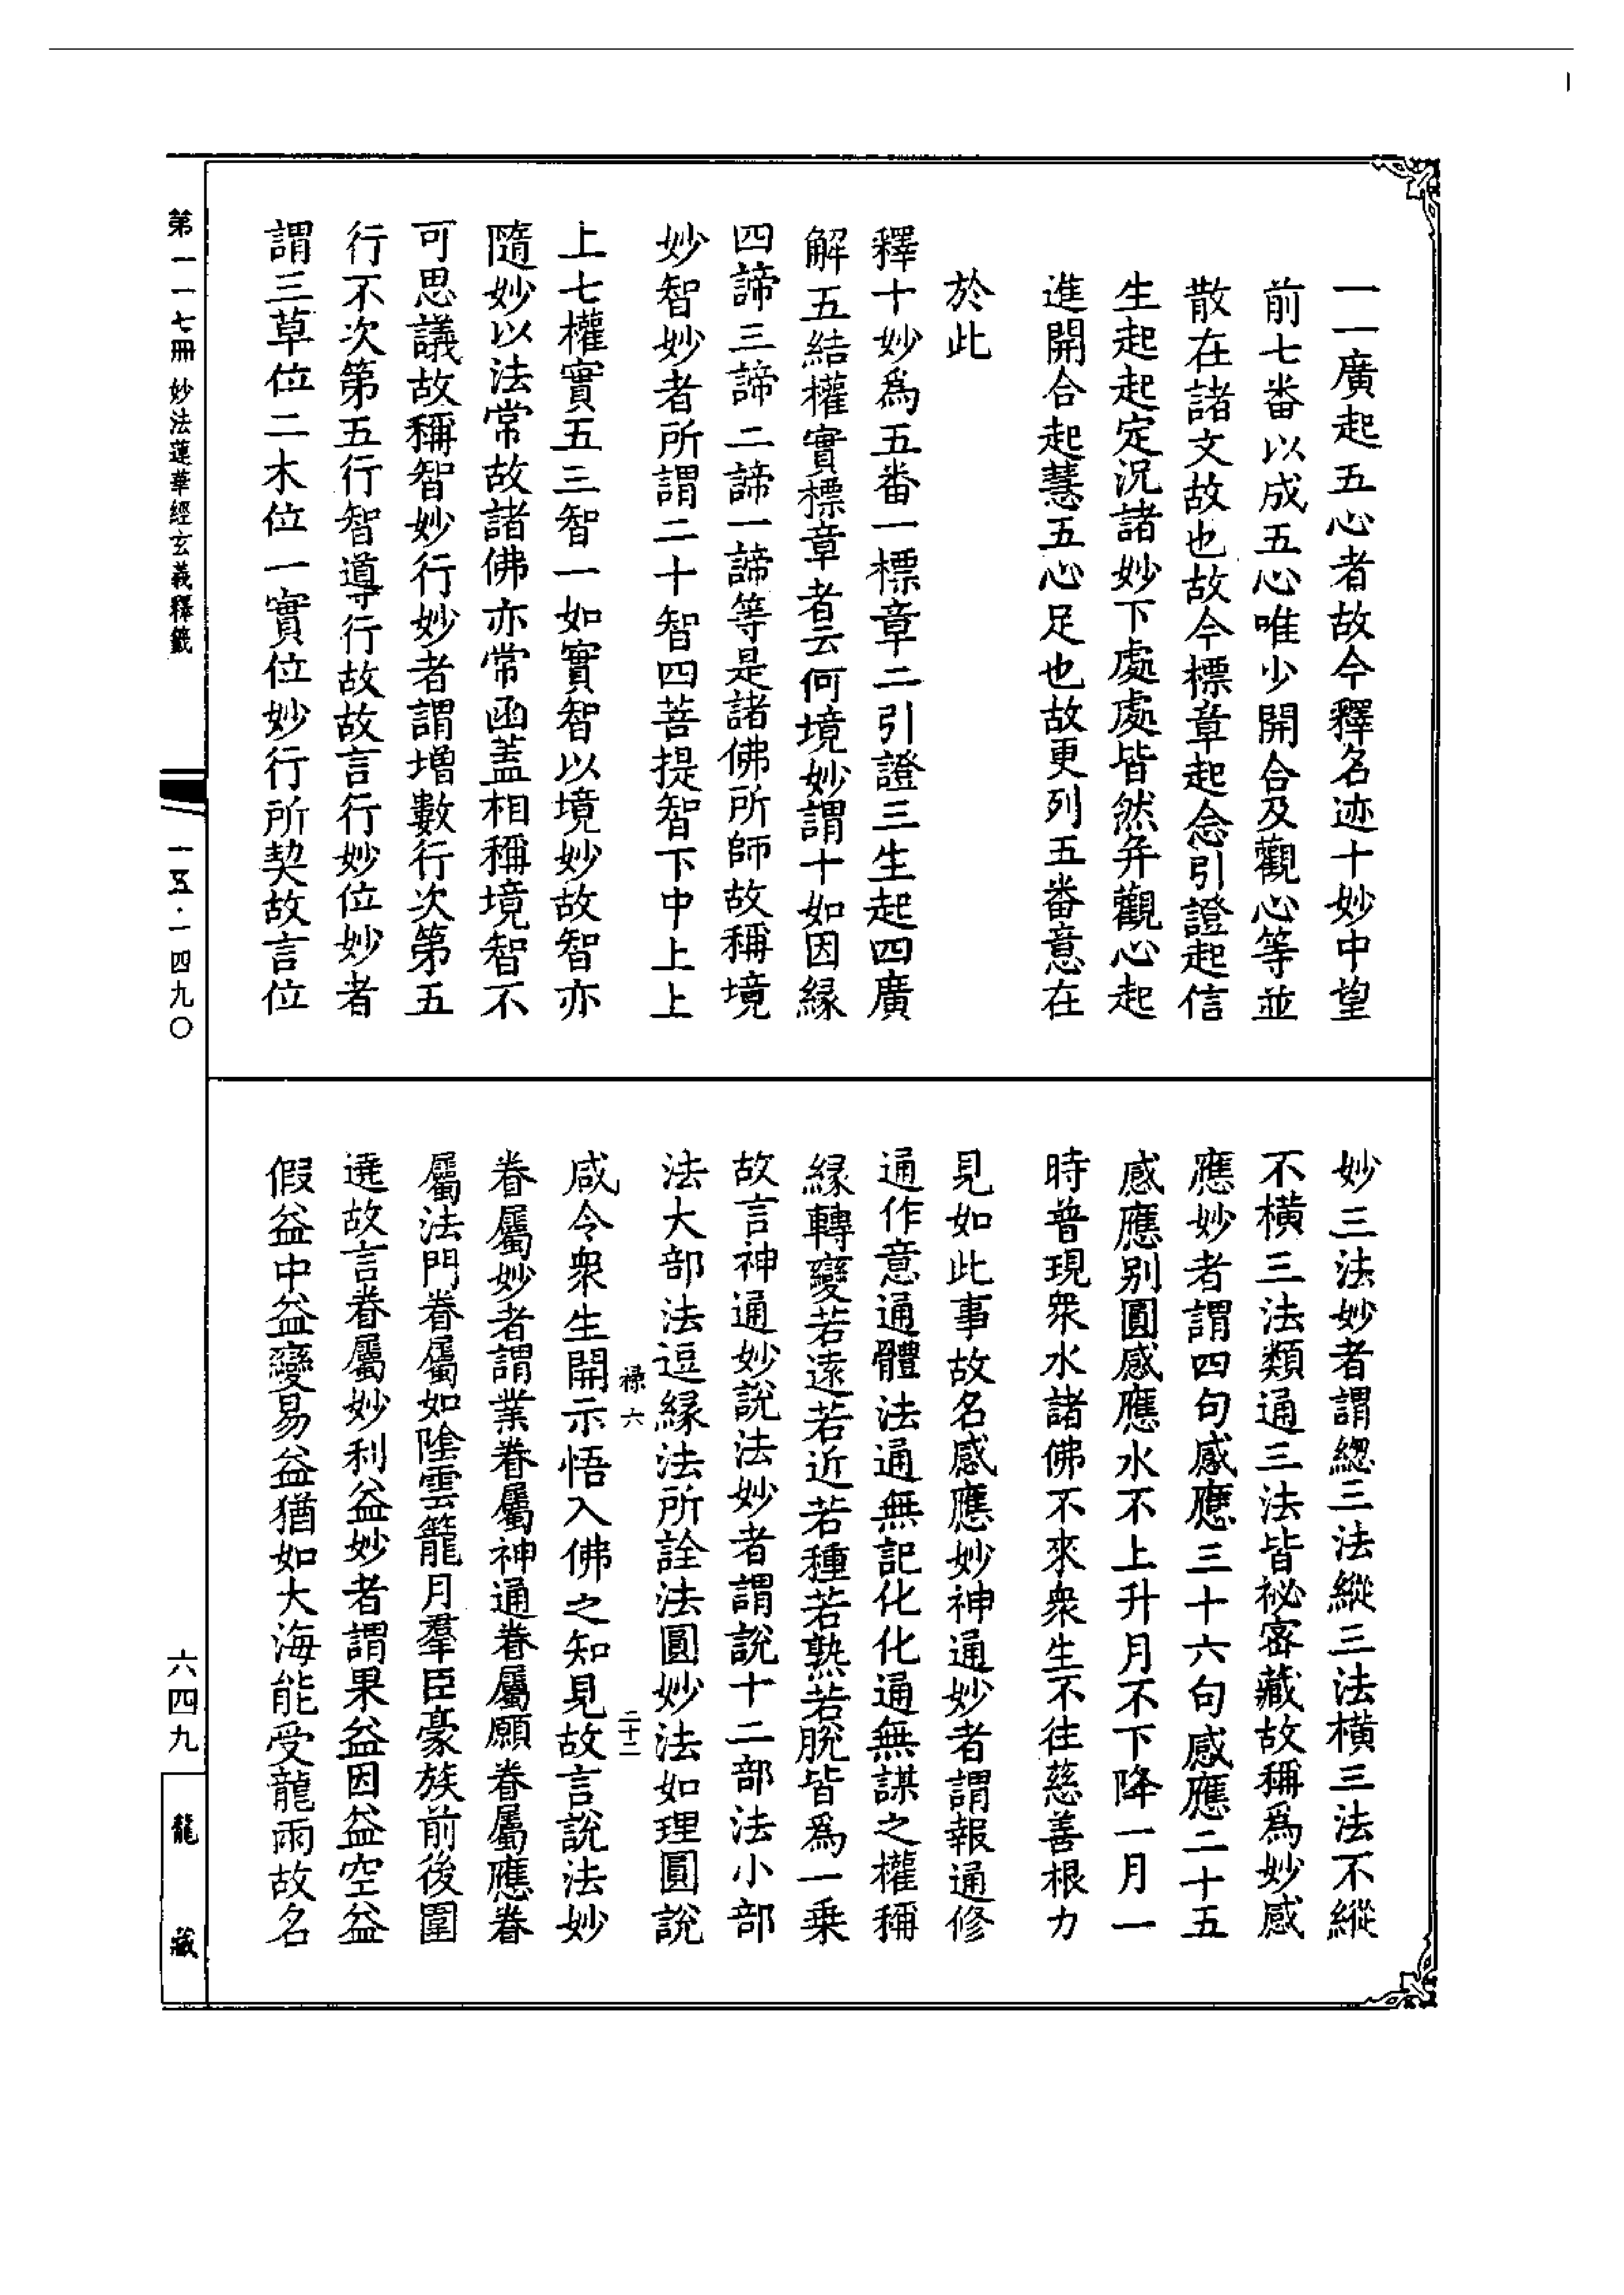 一一廣起五心者故今釋名迹十妙中望
前七番以成五心唯少開合及觀心等並
散在諸文故也故今標章起念引證起信
生起起定況諸妙下處處皆然并觀心起
進開合起慧五心足也故更列五番意在
於此
釋十妙為五番一標章二引證三生起四廣
解五結權實標章者云何境妙謂十如因緣
四諦三諦二諦一諦等是諸佛所師故稱境
妙智妙者所謂二十智四菩提智下中上上
上七權實五三智一如實智以境妙故智亦
隨妙以法常故諸佛亦常函蓋相稱境智不
可思議故稱智妙行妙者謂增數行次第五
行不次第五行智導行故故言行妙位妙者
謂三草位二木位一實位妙行所契故言位
妙三法妙者謂緫三法縱三法橫三法不縱
不橫三法類通三法皆祕密藏故稱為妙感
應妙者謂四句感應三十六句感應二十五
感應別圓感應水不上升月不下降一月一
時普現衆水諸佛不來衆生不往慈善根力
見如此事故名感應妙神通妙者謂報通修
通作意通體法通無記化化通無謀之權稱
緣轉變若遠若近若種若熟若脫皆為一乗
故言神通妙說法妙者謂說十二部法小部
法大部法逗緣法所詮法圓妙法如理圓說
祿六 二十二
咸令衆生開示悟入佛之知見故言說法妙
眷屬妙者謂業眷屬神通眷屬願眷屬應眷
屬法門眷屬如陰雲籠月羣臣豪族前後圍
遶故言眷屬妙利益妙者謂果益因益空益
假益中益變易益猶如大海能受龍雨故名
第一一七冊 妙法蓮華經玄義釋籤
一五·一四九〇
六四九
龍藏